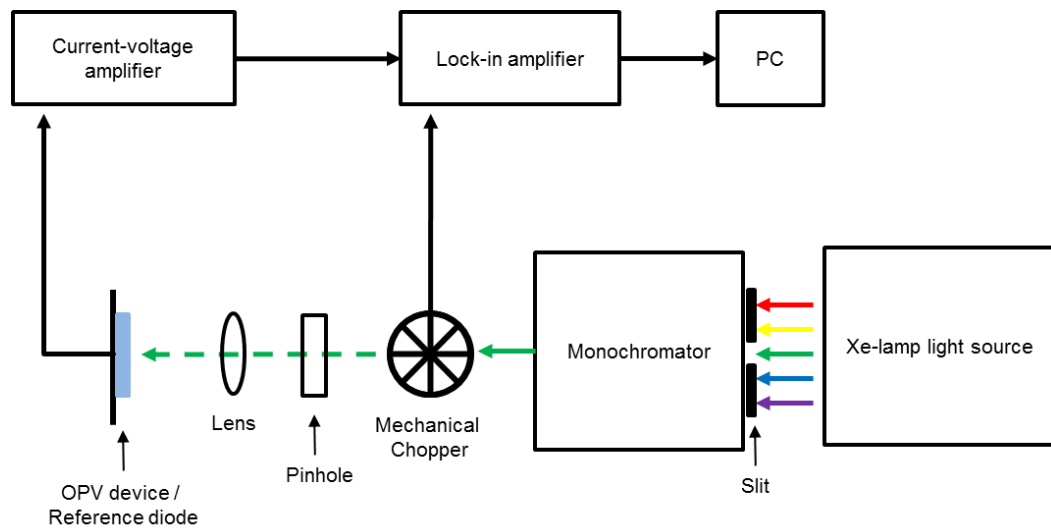 Current-voltage
amplifier
Lock-in amplifier
PC
Monochromator
Xe-lamp light source
Lens
Mechanical
Chopper
Pinhole
Slit
OPV device /
Reference diode